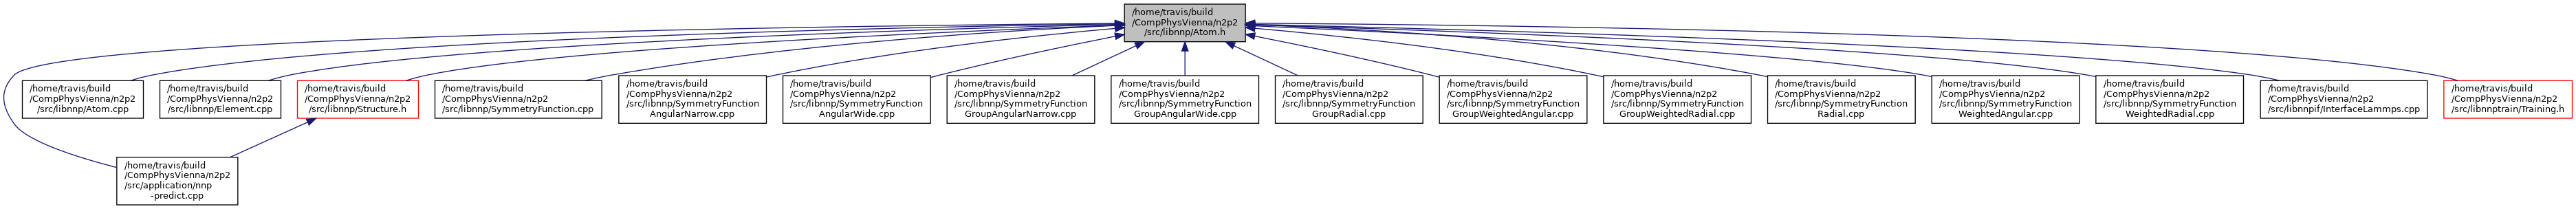 /home/travis/build
/CompPhysVienna/n2p2
/src/libnnp/Atom.h
/home/travis/build
/CompPhysVienna/n2p2
/src/libnnp/Atom.cpp
/home/travis/build
/CompPhysVienna/n2p2
/src/libnnp/Element.cpp
/home/travis/build
/CompPhysVienna/n2p2
/src/libnnp/Structure.h
/home/travis/build
/CompPhysVienna/n2p2
/src/libnnp/SymmetryFunction.cpp
/home/travis/build
/CompPhysVienna/n2p2
/src/libnnp/SymmetryFunction
AngularNarrow.cpp
/home/travis/build
/CompPhysVienna/n2p2
/src/libnnp/SymmetryFunction
AngularWide.cpp
/home/travis/build
/CompPhysVienna/n2p2
/src/libnnp/SymmetryFunction
GroupAngularNarrow.cpp
/home/travis/build
/CompPhysVienna/n2p2
/src/libnnp/SymmetryFunction
GroupAngularWide.cpp
/home/travis/build
/CompPhysVienna/n2p2
/src/libnnp/SymmetryFunction
GroupRadial.cpp
/home/travis/build
/CompPhysVienna/n2p2
/src/libnnp/SymmetryFunction
GroupWeightedAngular.cpp
/home/travis/build
/CompPhysVienna/n2p2
/src/libnnp/SymmetryFunction
GroupWeightedRadial.cpp
/home/travis/build
/CompPhysVienna/n2p2
/src/libnnp/SymmetryFunction
Radial.cpp
/home/travis/build
/CompPhysVienna/n2p2
/src/libnnp/SymmetryFunction
WeightedAngular.cpp
/home/travis/build
/CompPhysVienna/n2p2
/src/libnnp/SymmetryFunction
WeightedRadial.cpp
/home/travis/build
/CompPhysVienna/n2p2
/src/libnnpif/InterfaceLammps.cpp
/home/travis/build
/CompPhysVienna/n2p2
/src/libnnptrain/Training.h
/home/travis/build
/CompPhysVienna/n2p2
/src/application/nnp
-predict.cpp